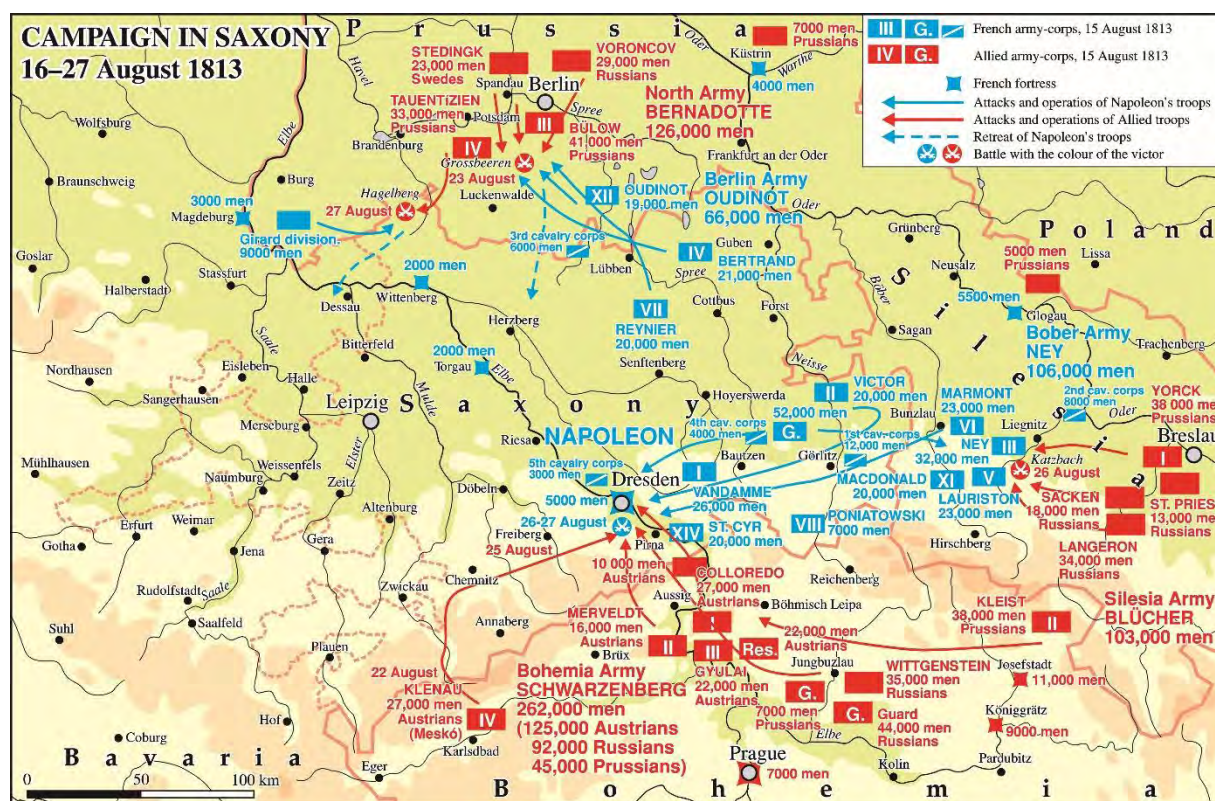 CAMPAIGN IN SAXONY
16–27 August 1813
P r u s s i a
III G. French army-corps, 15 August 1813
IV G. Allied army-corps, 15 August 1813
French fortress
Attacks and operatios of Napoleon's troops
Attacks and operations of Allied troops
Retreat of Napoleon's troops
Battle with the colour of the victor
STEDINGK
23,000 men
Swedes
VORONCOV
29,000 men
Russians
7000 men
Prussians
Küstrin
4000 men
Oder
Warthe
Havel
Elbe
Spandau
Berlin
Spree
North Army
BERNADOTTE
126,000 men
TAUENTiZIEN
33,000 men
Prussians
Potsdam
Brandenburg
III
BÜLOW
41,000 men
Prussians
IV
Grossbeeren
23 August
Wolfsburg
Braunschweig
Burg
Hagelberg
27 August
Luckenwalde
XII
OUDINOT
19,000 men
Frankfurt an der Oder
Berlin Army
OUDINOT
66,000 men
Oder
3000 men
Magdeburg
Girard division
9000 men
3rd cavalry corps
6000 men
Lübben
IV
BERTRAND
21,000 men
Guben
Spree
Grünberg
P o l a n d
5000 men
Prussians
Lissa
Neusalz
Goslar
Halberstadt
Stassfurt
2000 men
Wittenberg
Dessau
VII
REYNIER
20,000 men
Cottbus
Forst
Bober
Sagan
S i l e s i a
5500 men
Glogau
Bober Army
NEY
106,000 men
Trachenberg
Herzberg
Saale
Bitterfeld
2000 men
Torgau
Elbe
Senftenberg
Neisse
Nordhausen
Eisleben
Sangerhausen
Halle
Mulde
Merseburg
Leipzig
S a x o n y
Hoyerswerda
II
VICTOR
20,000 men
Bunzlau
MARMONT
23,000 men
VI
2nd cav. corps
8000 men
Oder
YORCK
38 000 men
Prussians
Liegnitz
Breslau
NAPOLEON
52,000 men
4th cav. corps
4000 men
G.
1st cav. corps
12,000 men
NEY
32,000 men
III
Katzbach
26 August
I
Riesa
Bautzen
Görlitz
Mühlhausen
Weissenfels
Elster
Naumburg
Zeitz
Döbeln
5th cavalry corps
3000 men
I
Dresden
5000 men
VANDAMME
26,000 men
MACDONALD
20,000 men
XI
V
LAURISTON
23,000 men
SACKEN
18,000 men
Russians
ST. PRIEST
13,000 men
Russians
Erfurt
Weimar
Altenburg
26-27 August
XIV
ST. CYR
20,000 men
VIII
PONIATOWSKI
7000 men
Gotha
Jena
Gera
Freiberg
25 August
Pirna
Hirschberg
LANGERON
34,000 men
Russians
10 000 men
Austrians
COLLOREDO
27,000 men
Austrians
Reichenberg
Rudolfstadt
Saale
Zwickau
Chemnitz
Aussig
Böhmisch Leipa
KLEIST
38,000 men
Prussians
II
Silesia Army
BLÜCHER
103,000 men
Suhl
Saalfeld
Annaberg
MERVELDT
16,000 men
Austrians
I
22,000 men
Austrians
Plauen
Brüx
II
III
Res.
Jungbuzlau
WITTGENSTEIN
35,000 men
Russians
Josefstadt
11,000 men
22 August
KLENAU
27,000 men
Austrians
(Meskó)
IV
Bohemia Army
SCHWARZENBERG
262,000 men
(125,000 Austrians
92,000 Russians
45,000 Prussians)
GYULAI
22,000 men
Austrians
G.
7000 men
Prussians
G.
Guard
44,000 men
Russians
Königgrätz
9000 men
Hof
Coburg
Karlsdbad
Elbe
B a v a r i a
Prague
7000 men
Kolin
Pardubitz
Eger
0 50 100 km
B o h e m i a